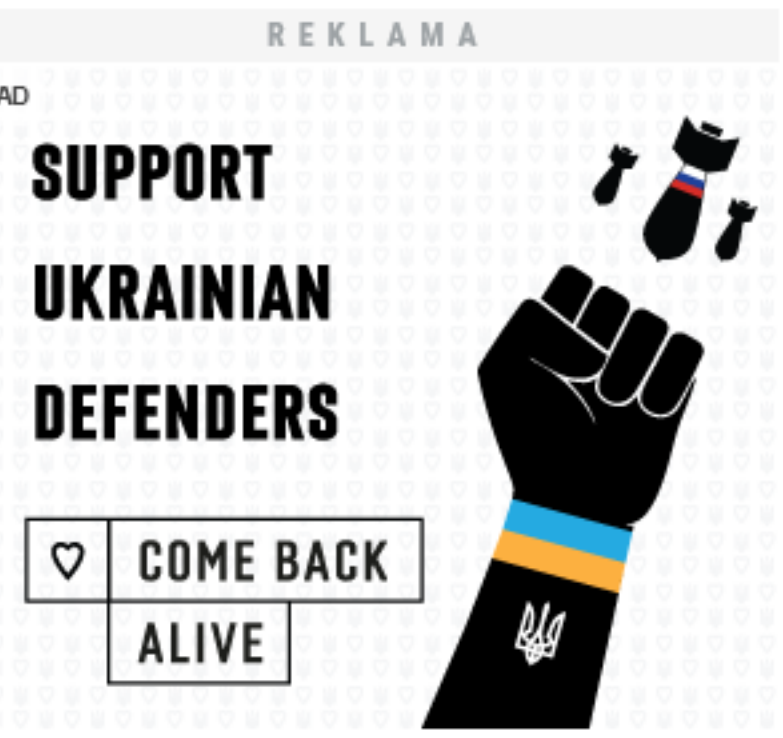 REKLAMA
AD
SUPPORT
UKRAINIAN
DEFENDERS
COME BACK
ALIVE